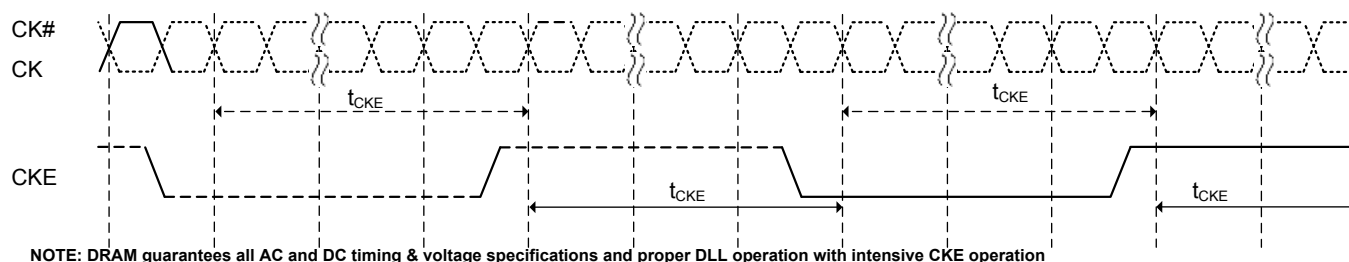 CK#
CK
tCKE
tCKE
CKE
tCKE
tCKE
NOTE: DRAM guarantees all AC and DC timing & voltage specifications and proper DLL operation with intensive CKE operation